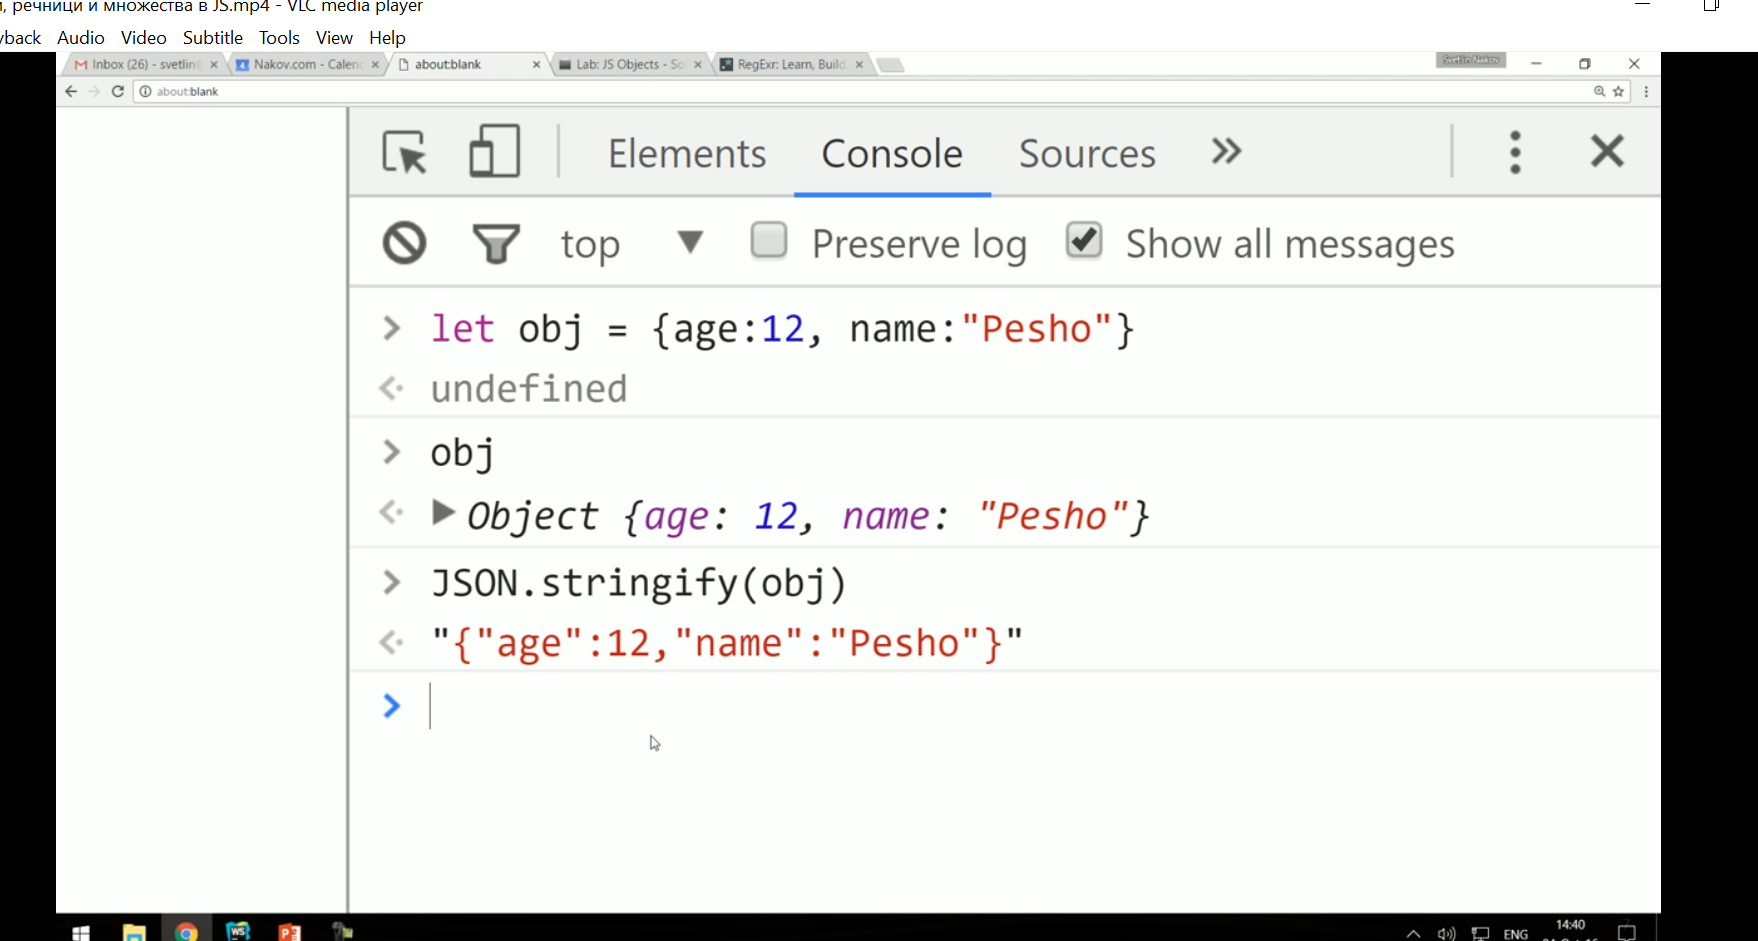 речници и множества в JS.mp4 - VLC media player
Audio Video Subtitle Tools View Help
Inbox (26) - svetlin Nakov.com - Calen about:blank Lab: JS Objects - So RegExr: Learn, Build, Svetlin Nakov
about:blank
Elements Console Sources »
top Preserve log Show all messages
> let obj = {age:12, name:"Pesho"}
undefined
> obj
Object {age: 12, name: "Pesho"}
> JSON.stringify(obj)
"{"age":12,"name":"Pesho"}"
>
WS P 14:40
ENG